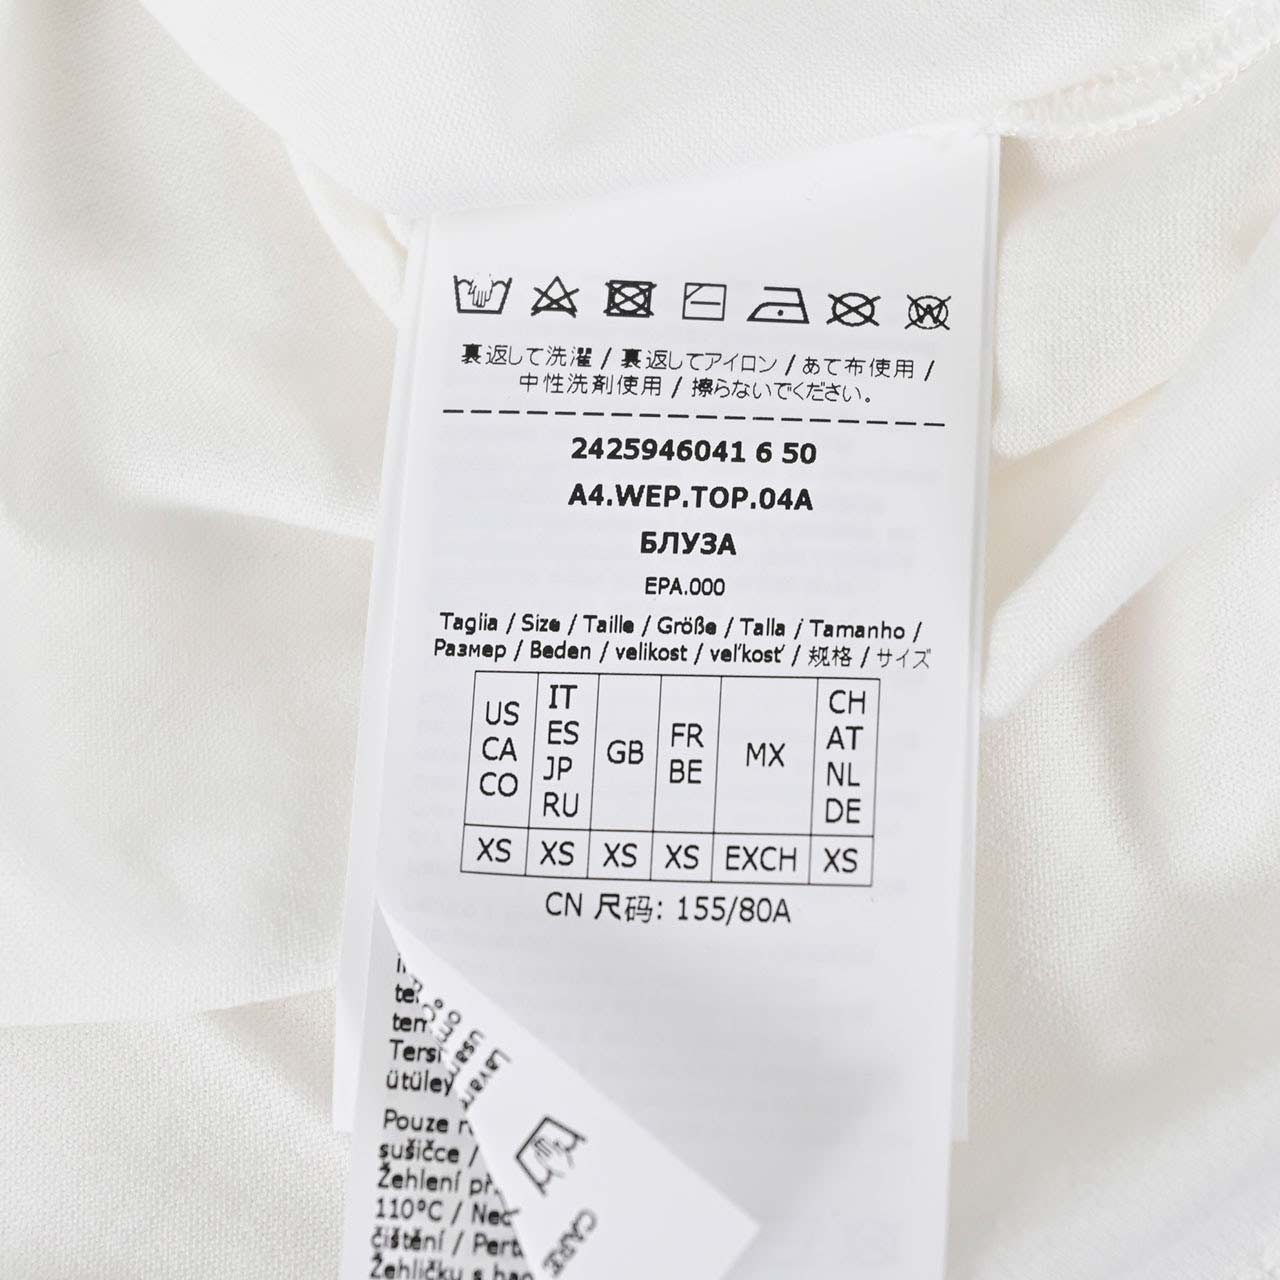 裏返して洗濯 / 裏返してアイロン / あて布使用 /
中性洗剤使用 / 擦らないでください。
2425946041 6 50
A4.WEP.TOP.04A
БЛУЗА
EPA.000
Taglia / Size / Taille / Größe / Talla / Tamanho /
Размер / Beden / velikost / veľkosť / 规格 / サイズ
US CA CO
IT ES JP RU
GB
FR BE
MX
CH AT NL DE
XS XS XS XS EXCH XS
CN 尺码: 155/80A
Tersi
ütüley
Pouze
sušičce /
Žehlení
110°C /
čištění /
Žehličku s